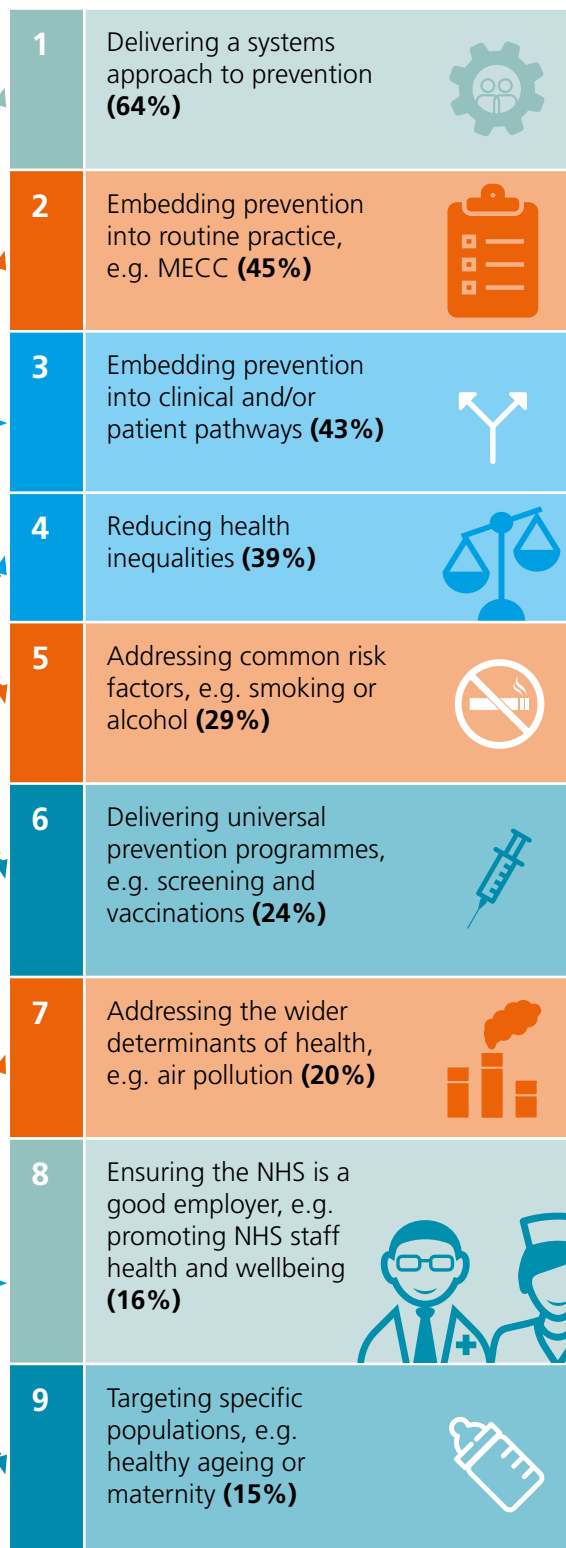 1
Delivering a systems
approach to prevention
(64%)
2
Embedding prevention
into routine practice,
e.g. MECC (45%)
3
Embedding prevention
into clinical and/or
patient pathways (43%)
4
Reducing health
inequalities (39%)
5
Addressing common risk
factors, e.g. smoking or
alcohol (29%)
6
Delivering universal
prevention programmes,
e.g. screening and
vaccinations (24%)
7
Addressing the wider
determinants of health,
e.g. air pollution (20%)
8
Ensuring the NHS is a
good employer, e.g.
promoting NHS staff
health and wellbeing
(16%)
9
Targeting specific
populations, e.g.
healthy ageing or
maternity (15%)